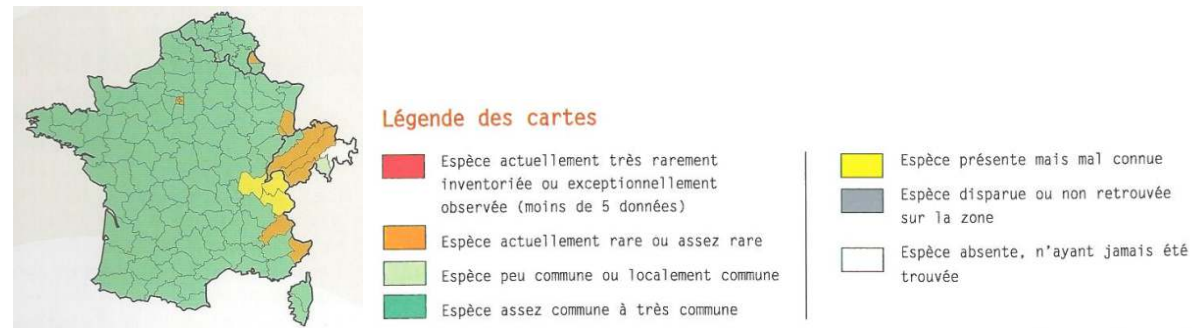 Légende des cartes
Espèce actuellement très rarement
inventoriée ou exceptionnellement
observée (moins de 5 données)
Espèce actuellement rare ou assez rare
Espèce peu commune ou localement commune
Espèce assez commune à très commune
Espèce présente mais mal connue
Espèce disparue ou non retrouvée
sur la zone
Espèce absente, n'ayant jamais été
trouvée